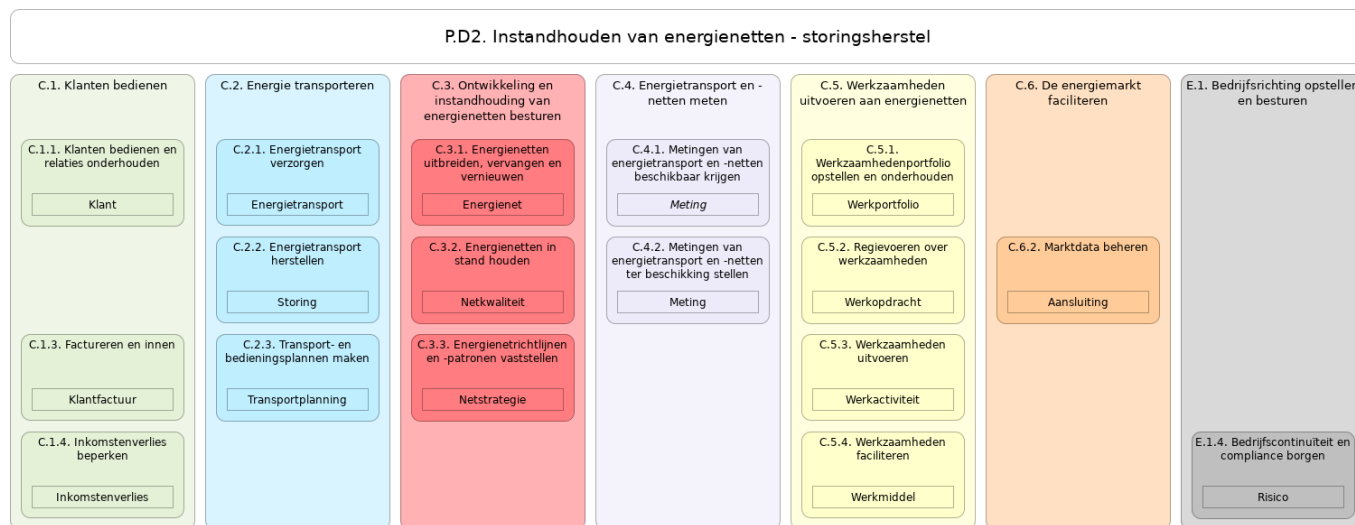 P.D2. Instandhouden van energienetten - storingsherstel
C.1. Klanten bedienen
C.1.1. Klanten bedienen en
relaties onderhouden
Klant
C.1.3. Factureren en innen
Klantfactuur
C.1.4. Inkomstenverlies
beperken
Inkomstenverlies
C.2. Energie transporteren
C.2.1. Energietransport
verzorgen
Energietransport
C.2.2. Energietransport
herstellen
Storing
C.2.3. Transport- en
bedieningsplannen maken
Transportplanning
C.3. Ontwikkeling en
instandhouding van
energienetten besturen
C.3.1. Energienetten
uitbreiden, vervangen en
vernieuwen
Energienet
C.3.2. Energienetten in
stand houden
Netkwaliteit
C.3.3. Energienetrichtlijnen
en -patronen vaststellen
Netstrategie
C.4. Energietransport en -
netten meten
C.4.1. Metingen van
energietransport en -netten
beschikbaar krijgen
Meting
C.4.2. Metingen van
energietransport en -netten
ter beschikking stellen
Meting
C.5. Werkzaamheden
uitvoeren aan energienetten
C.5.1.
Werkzaamhedenportfolio
opstellen en onderhouden
Werkportfolio
C.5.2. Regievoeren over
werkzaamheden
Werkopdracht
C.5.3. Werkzaamheden
uitvoeren
Werkactiviteit
C.5.4. Werkzaamheden
faciliteren
Werkmiddel
C.6. De energiemarkt
faciliteren
C.6.2. Marktdata beheren
Aansluiting
E.1. Bedrijfsrichting opstellen
en besturen
E.1.4. Bedrijfscontinuïteit en
compliance borgen
Risico